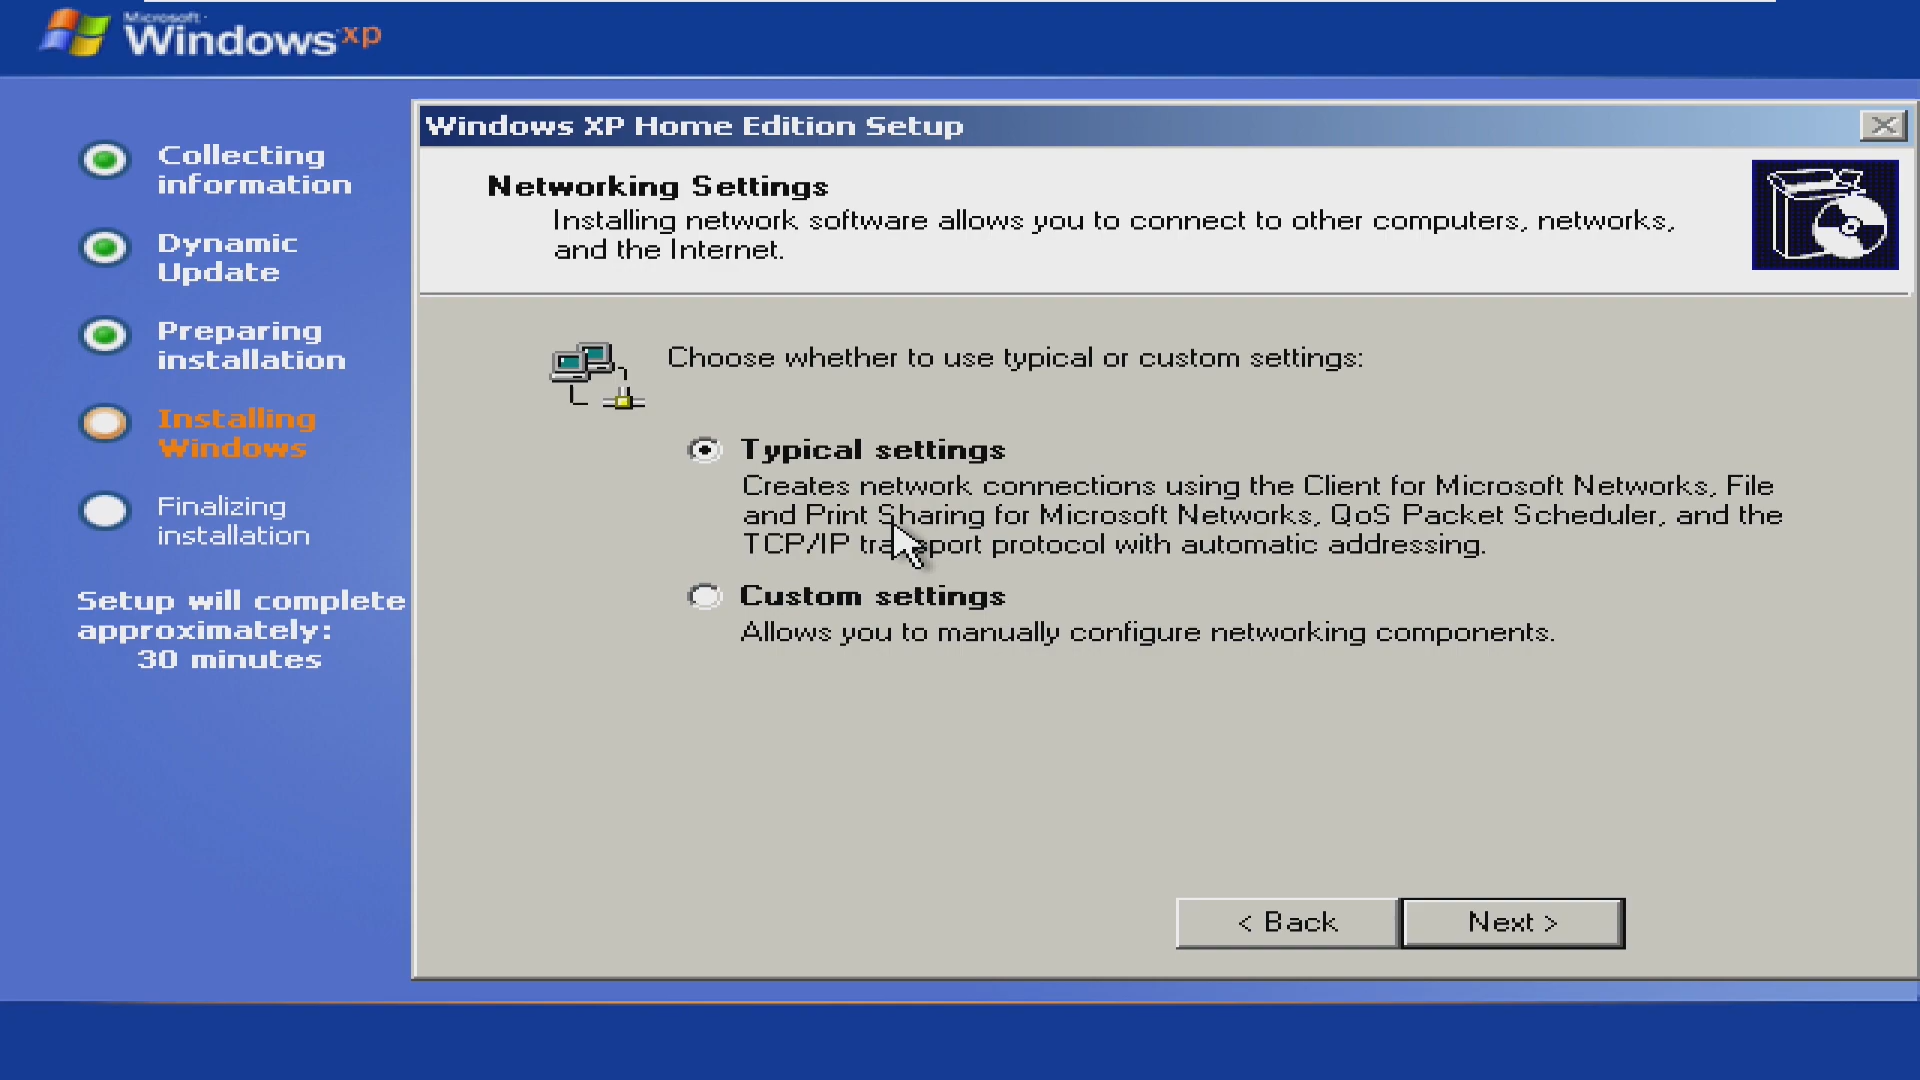 Microsoft
Windows xp
Collecting
information
Dynamic
Update
Preparing
installation
Installing
Windows
Finalizing
installation
Setup will complete
approximately:
30 minutes
Windows XP Home Edition Setup
Networking Settings
Installing network software allows you to connect to other computers, networks,
and the Internet.
Choose whether to use typical or custom settings:
Typical settings
Creates network connections using the Client for Microsoft Networks, File
and Print Sharing for Microsoft Networks, QoS Packet Scheduler, and the
TCP/IP transport protocol with automatic addressing.
Custom settings
Allows you to manually configure networking components.
< Back
Next >